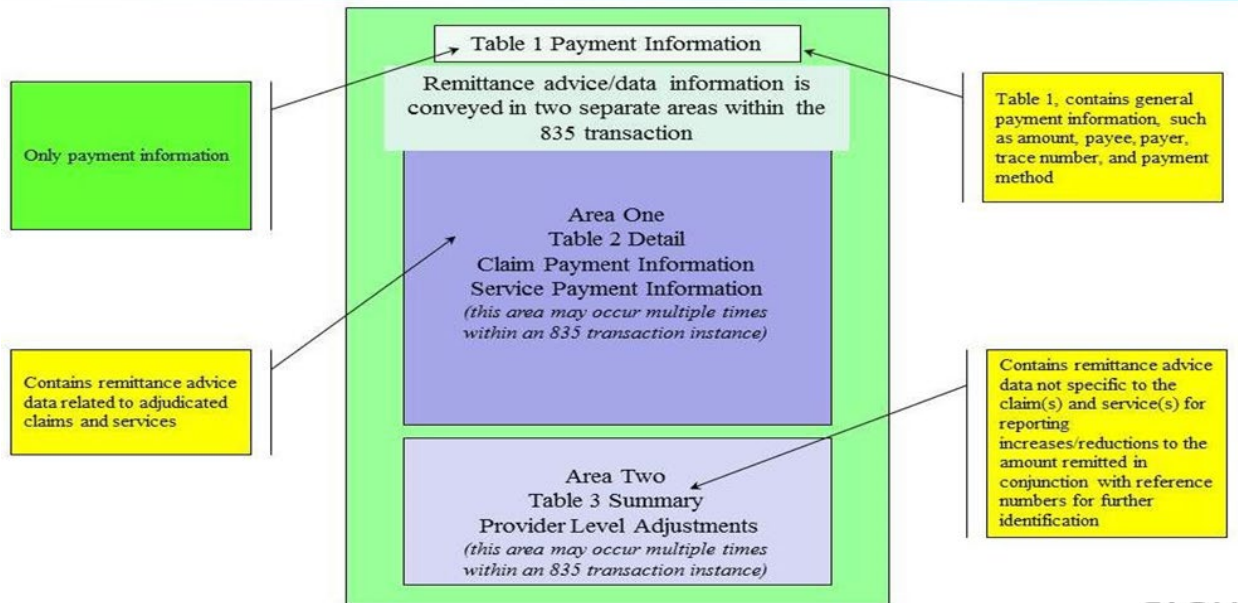 Table 1 Payment Information
Remittance advice/data information is
conveyed in two separate areas within the
835 transaction
Only payment information
Table 1, contains general
payment information, such
as amount, payee, payer,
trace number, and payment
method
Area One
Table 2 Detail
Claim Payment Information
Service Payment Information
(this area may occur multiple times
within an 835 transaction instance)
Contains remittance advice
data related to adjudicated
claims and services
Contains remittance advice
data not specific to the
claim(s) and service(s) for
reporting
increases/reductions to the
amount remitted in
conjunction with reference
numbers for further
identification
Area Two
Table 3 Summary
Provider Level Adjustments
(this area may occur multiple times
within an 835 transaction instance)